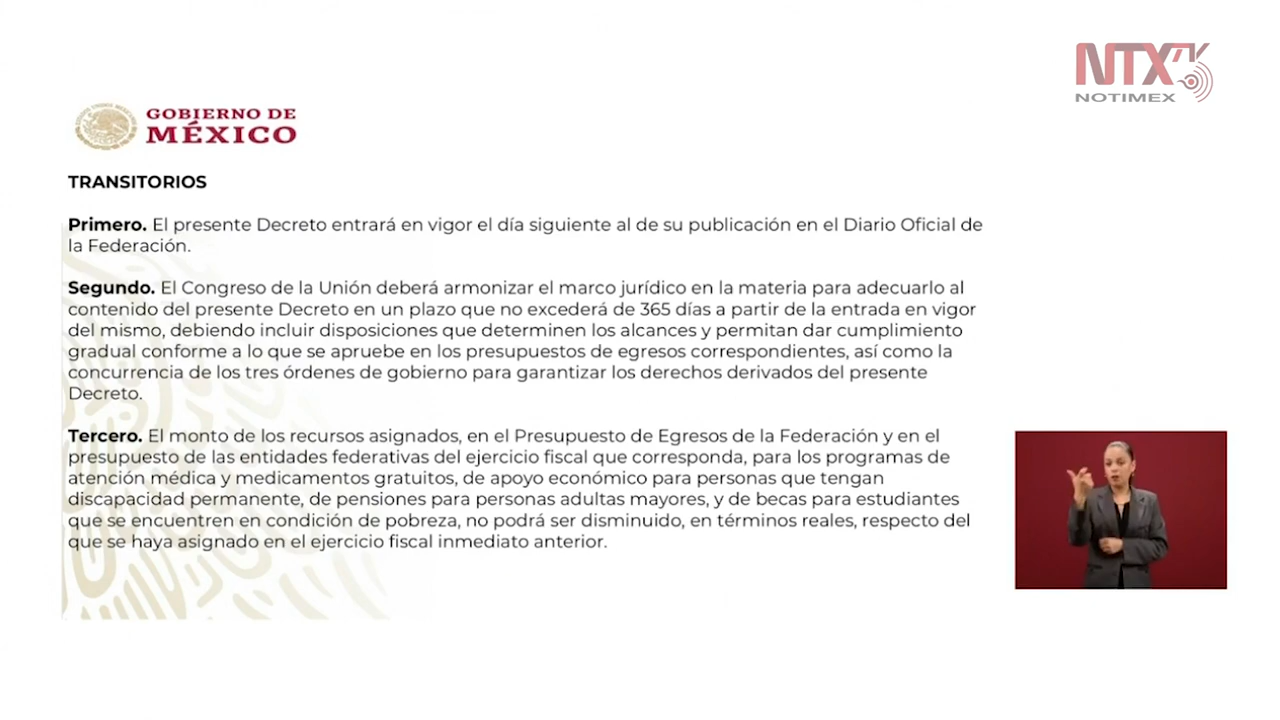 NTX
NOTIMEX
GOBIERNO DE
MÉXICO
TRANSITORIOS
Primero. El presente Decreto entrará en vigor el día siguiente al de su publicación en el Diario Oficial de
la Federación.
Segundo. El Congreso de la Unión deberá armonizar el marco jurídico en la materia para adecuarlo al
contenido del presente Decreto en un plazo que no excederá de 365 días a partir de la entrada en vigor
del mismo, debiendo incluir disposiciones que determinen los alcances y permitan dar cumplimiento
gradual conforme a lo que se apruebe en los presupuestos de egresos correspondientes, así como la
concurrencia de los tres órdenes de gobierno para garantizar los derechos derivados del presente
Decreto.
Tercero. El monto de los recursos asignados, en el Presupuesto de Egresos de la Federación y en el
presupuesto de las entidades federativas del ejercicio fiscal que corresponda, para los programas de
atención médica y medicamentos gratuitos, de apoyo económico para personas que tengan
discapacidad permanente, de pensiones para personas adultas mayores, y de becas para estudiantes
que se encuentren en condición de pobreza, no podrá ser disminuido, en términos reales, respecto del
que se haya asignado en el ejercicio fiscal inmediato anterior.